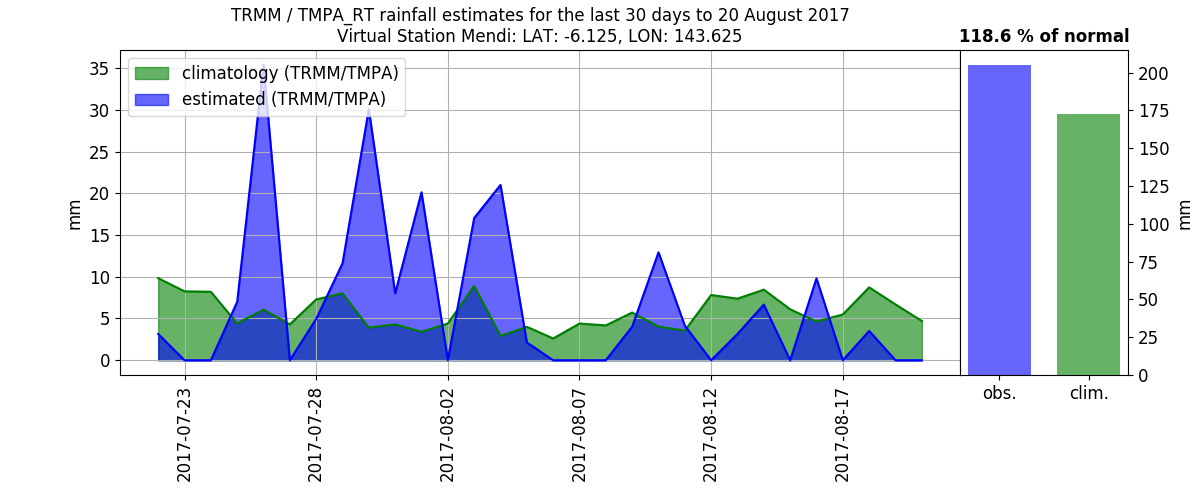 TRMM / TMPA_RT rainfall estimates for the last 30 days to 20 August 2017
Virtual Station Mendi: LAT: -6.125, LON: 143.625
118.6 % of normal
climatology (TRMM/TMPA)
estimated (TRMM/TMPA)
mm
35
30
25
20
15
10
5
0
2017-07-23
2017-07-28
2017-08-02
2017-08-07
2017-08-12
2017-08-17
200
175
150
125
100
75
50
25
0
mm
obs.
clim.